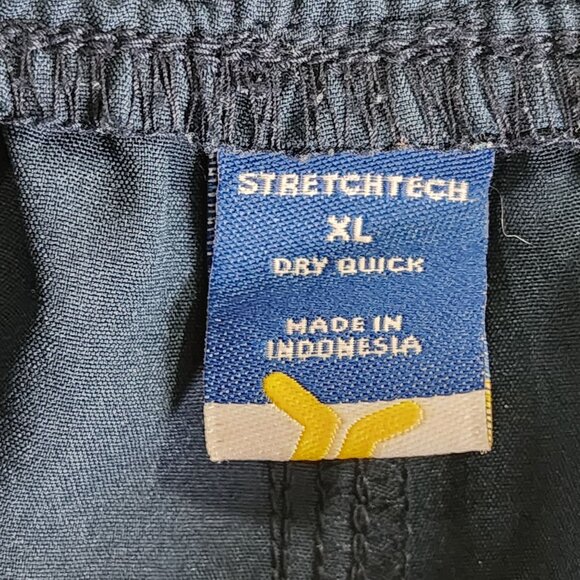 STRETCHTECH
XL
DRY QUICK
MADE IN
INDONESIA